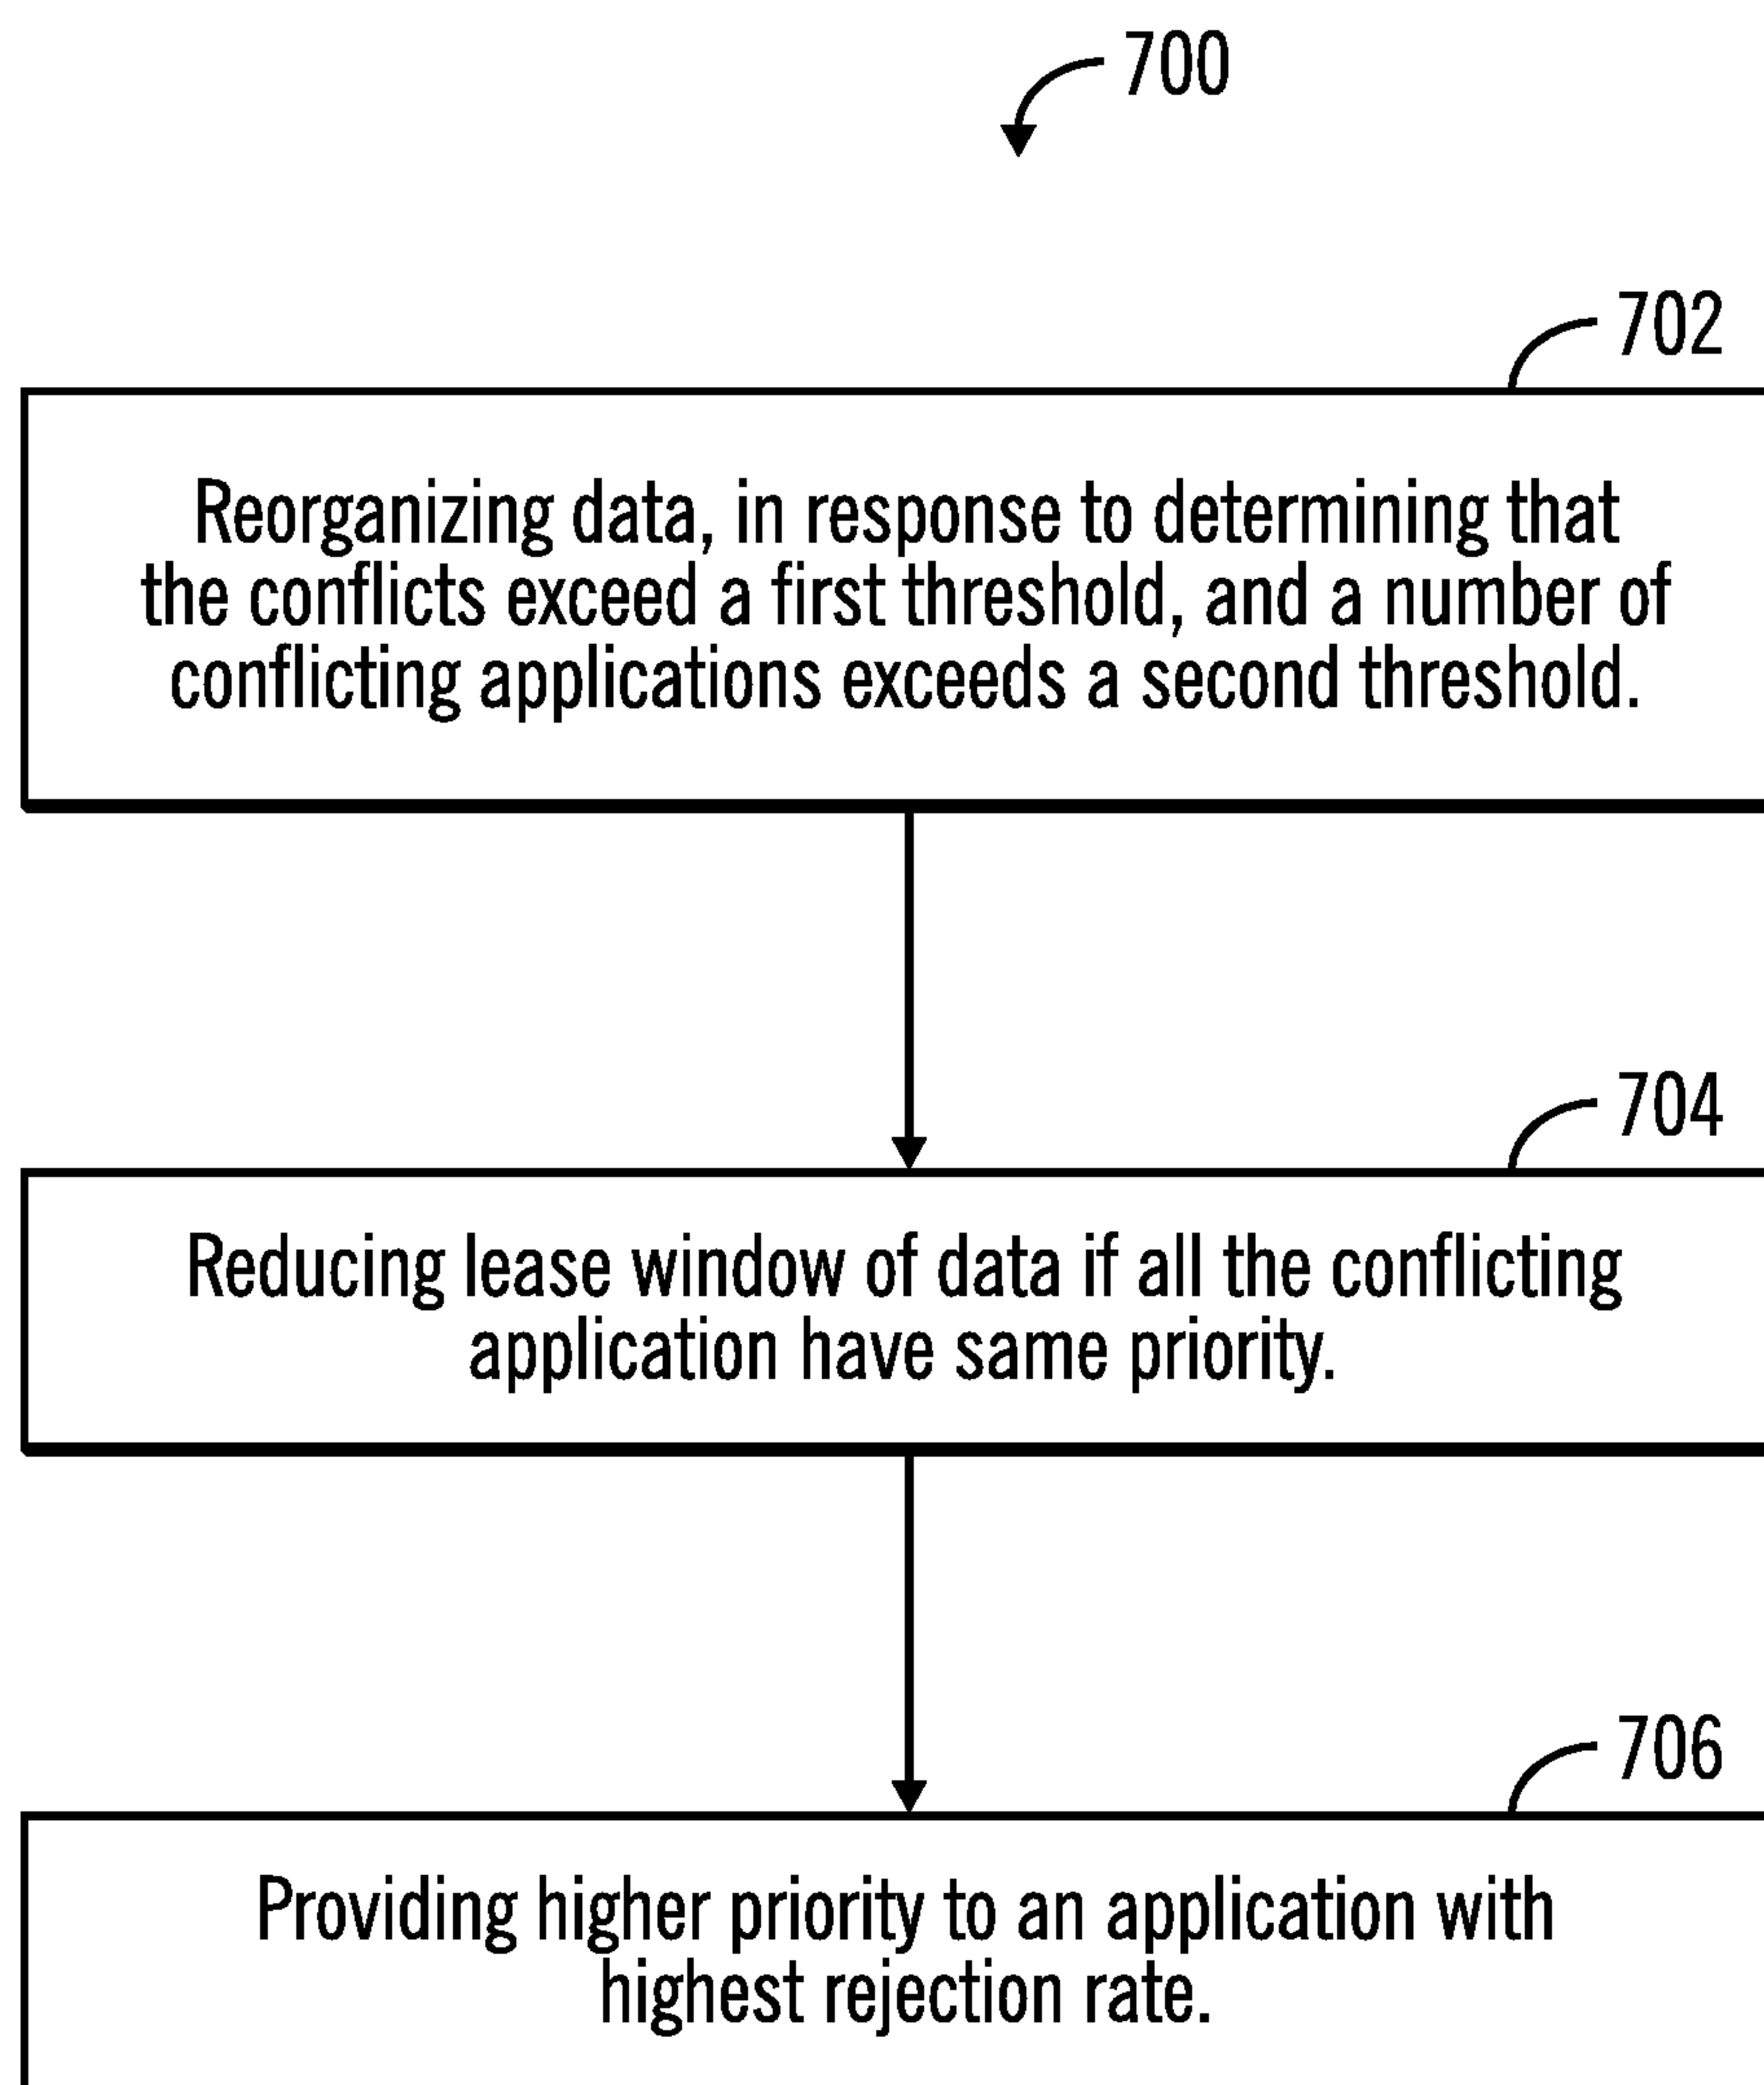 700
702
Reorganizing data, in response to determining that
the conflicts exceed a first threshold, and a number of
conflicting applications exceeds a second threshold.
704
Reducing lease window of data if all the conflicting
application have same priority.
706
Providing higher priority to an application with
highest rejection rate.